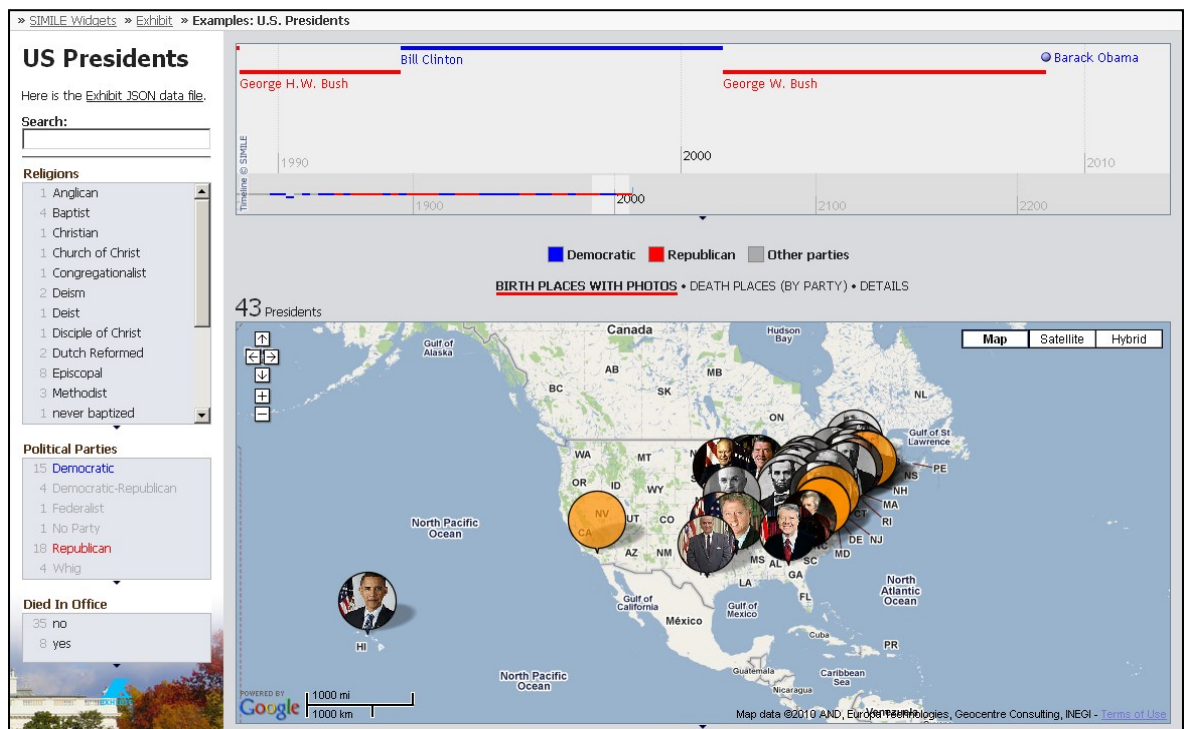 » SIMILE Widgets » Exhibit » Examples: U.S. Presidents
US Presidents
Here is the Exhibit JSON data file.
Search:
Religions
1 Anglican
4 Baptist
1 Christian
1 Church of Christ
1 Congregationalist
2 Deism
1 Deist
1 Disciple of Christ
2 Dutch Reformed
8 Episcopal
3 Methodist
1 never baptized
Political Parties
15 Democratic
4 Democratic-Republican
1 Federalist
1 No Party
18 Republican
4 Whig
Died In Office
35 no
8 yes
EXHIBIT
Bill Clinton
Barack Obama
George H.W. Bush
George W. Bush
Timeline © SIMILE
1990
2000
2010
1900
2000
2100
2200
Democratic Republican Other parties
BIRTH PLACES WITH PHOTOS • DEATH PLACES (BY PARTY) • DETAILS
43 Presidents
Map Satellite Hybrid
Canada
Hudson Bay
Gulf of Alaska
AB
MB
BC
SK
NL
ON
Gulf of St Lawrence
WA
MT
PE
NS
OR
ID
WY
NH
MA
NV
UT
CO
CT
RI
CA
North Pacific Ocean
AZ
NM
DE NJ
MD
MS AL
SC
GA
LA
FL
North Atlantic Ocean
Gulf of California
Gulf of Mexico
México
HI
Cuba
PR
Guatemala
Caribbean Sea
Nicaragua
North Pacific Ocean
Venezuela
POWERED BY
Google
1000 mi
1000 km
Map data ©2010 AND, Europa Technologies, Geocentre Consulting, INEGI - Terms of Use